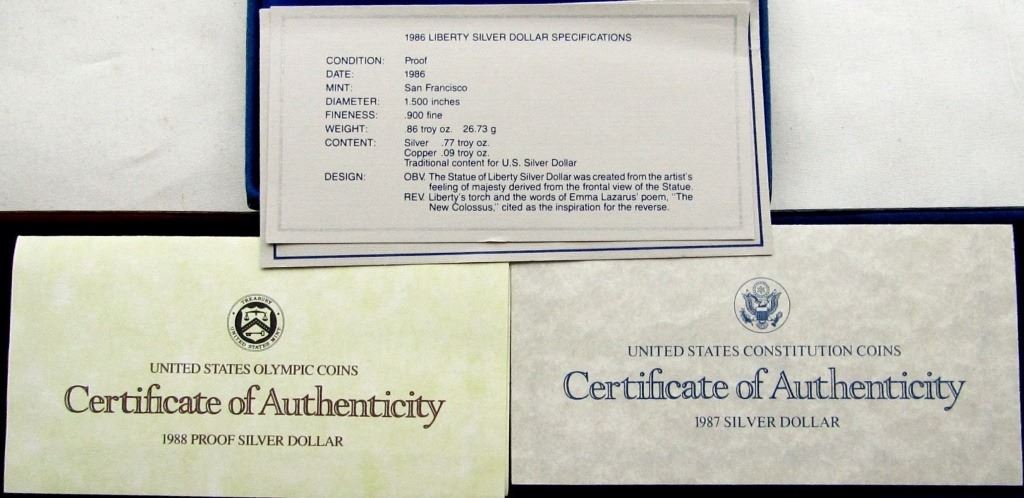 1986 LIBERTY SILVER DOLLAR SPECIFICATIONS
CONDITION: Proof
DATE: 1986
MINT: San Francisco
DIAMETER: 1.500 inches
FINENESS: .900 fine
WEIGHT: .86 troy oz. 26.73 g
CONTENT: Silver .77 troy oz.
Copper .09 troy oz.
Traditional content for U.S. Silver Dollar
DESIGN: OBV. The Statue of Liberty Silver Dollar was created from the artist's
feeling of majesty derived from the frontal view of the Statue.
REV. Liberty's torch and the words of Emma Lazarus' poem, "The
New Colossus," cited as the inspiration for the reverse.
TREASURY
UNITED STATES MINT
UNITED STATES OLYMPIC COINS
Certificate of Authenticity
1988 PROOF SILVER DOLLAR
UNITED STATES CONSTITUTION COINS
Certificate of Authenticity
1987 SILVER DOLLAR